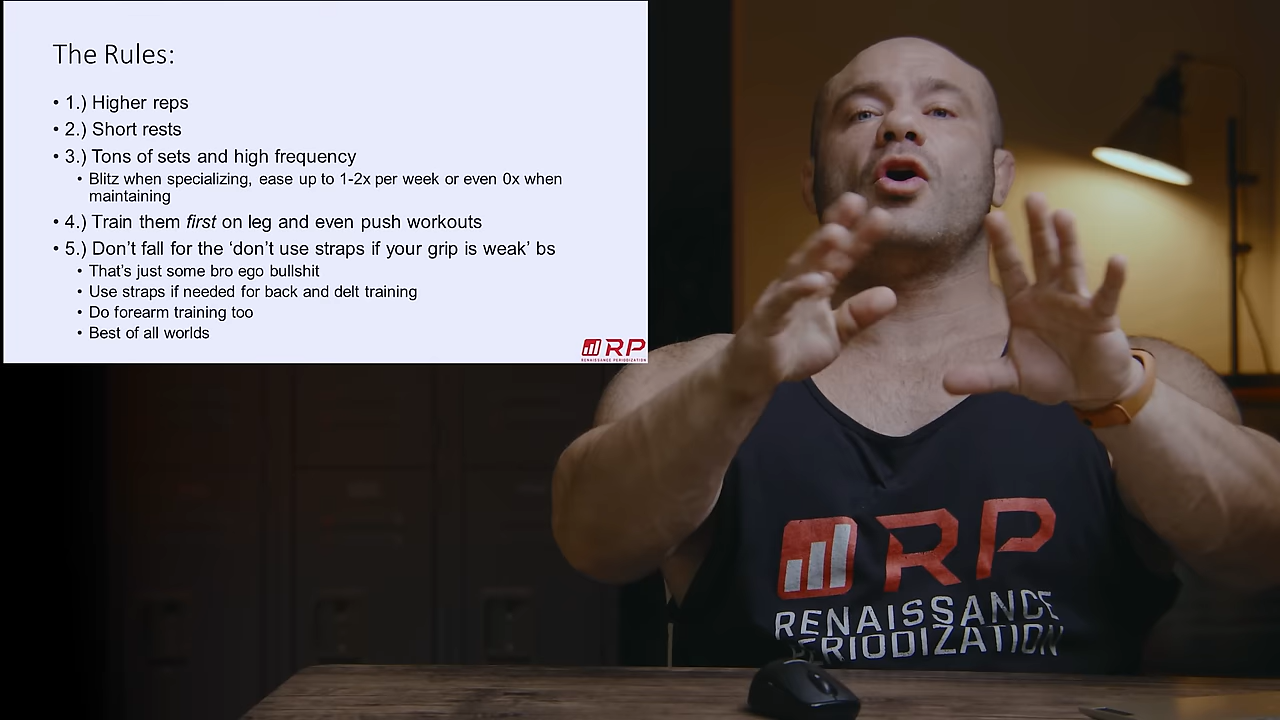 The Rules:
• 1.) Higher reps
• 2.) Short rests
• 3.) Tons of sets and high frequency
• Blitz when specializing, ease up to 1-2x per week or even 0x when
maintaining
• 4.) Train them first on leg and even push workouts
• 5.) Don’t fall for the ‘don’t use straps if your grip is weak’ bs
• That’s just some bro ego bullshit
• Use straps if needed for back and delt training
• Do forearm training too
• Best of all worlds
RP
RENAISSANCE PERIODIZATION
RP
RENAISSANCE
PERIODIZATION